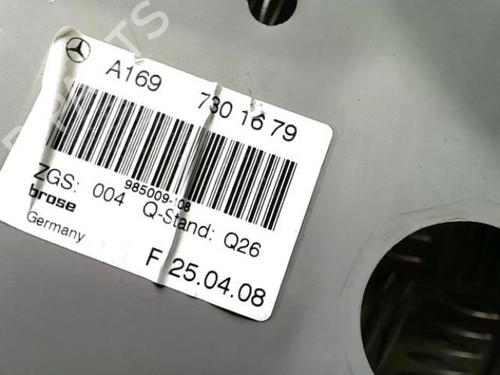 A169 730 16 79
985009-108
ZGS: 004 Q-Stand: Q26
brose
Germany
F 25.04.08